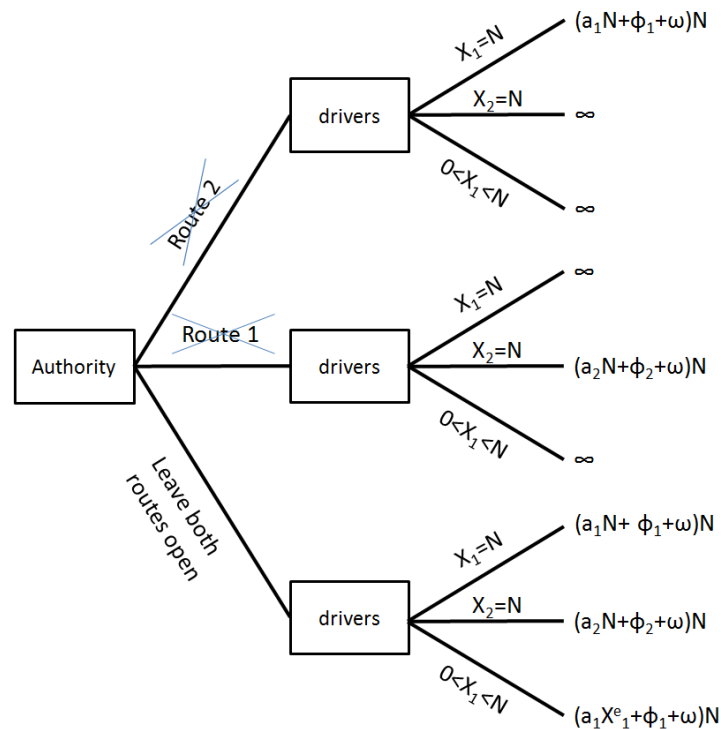 X₁=N
(a₁N+ϕ₁+ω)N
drivers
X₂=N
∞
0<X₁<N
∞
Route 2
X₁=N
∞
Authority
Route 1
drivers
X₂=N
(a₂N+ϕ₂+ω)N
0<X₁<N
∞
Leave both
routes open
X₁=N
(a₁N+ ϕ₁+ω)N
drivers
X₂=N
(a₂N+ϕ₂+ω)N
0<X₁<N
(a₁Xᵉ₁+ϕ₁+ω)N